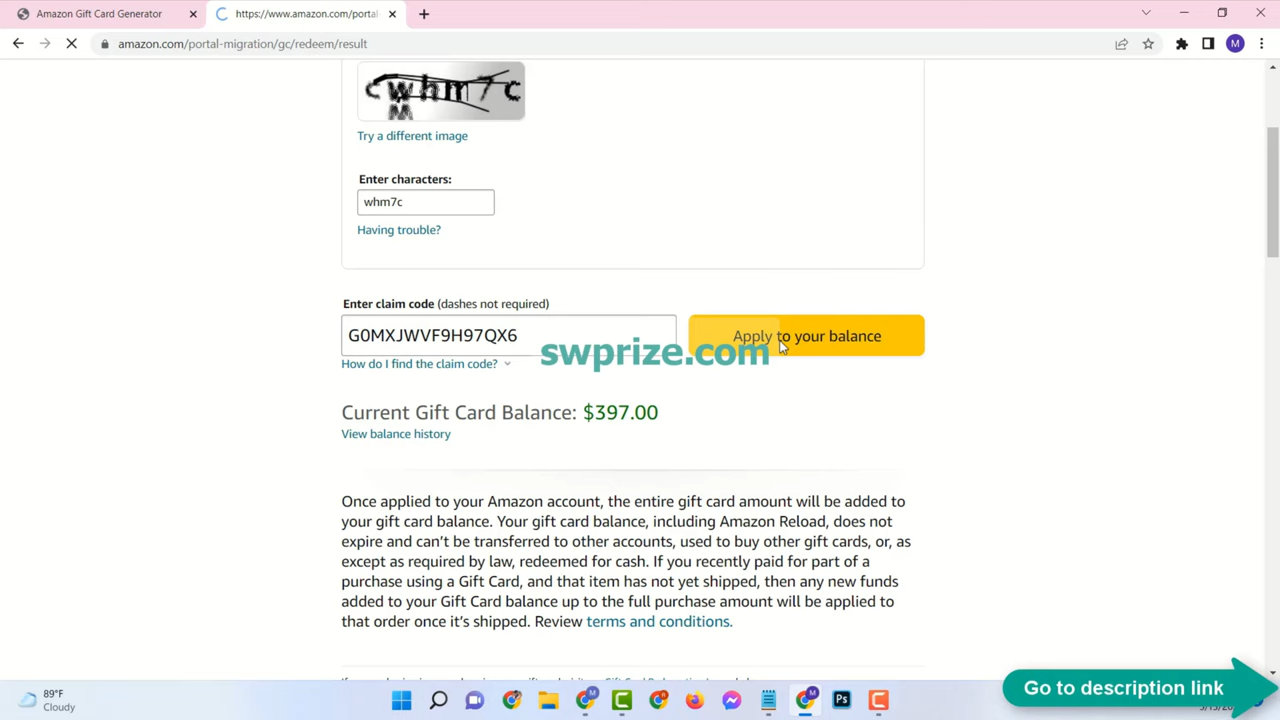 Amazon Gift Card Generator
https://www.amazon.com/porta
amazon.com/portal-migration/gc/redeem/result
M
cwhm7c
M
Try a different image
Enter characters:
whm7c
Having trouble?
Enter claim code (dashes not required)
G0MXJWVF9H97QX6
Apply to your balance
swprize.com
How do I find the claim code?
Current Gift Card Balance: $397.00
View balance history
Once applied to your Amazon account, the entire gift card amount will be added to
your gift card balance. Your gift card balance, including Amazon Reload, does not
expire and can't be transferred to other accounts, used to buy other gift cards, or, as
except as required by law, redeemed for cash. If you recently paid for part of a
purchase using a Gift Card, and that item has not yet shipped, then any new funds
added to your Gift Card balance up to the full purchase amount will be applied to
that order once it's shipped. Review terms and conditions.
Go to description link
89°F
Cloudy
Ps